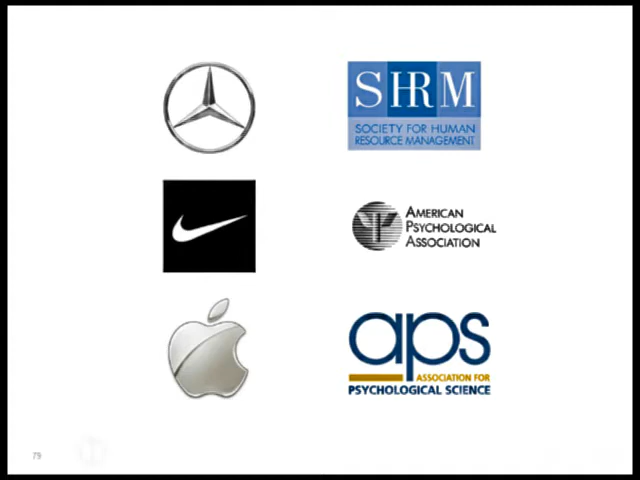 SHRM
SOCIETY FOR HUMAN
RESOURCE MANAGEMENT
AMERICAN
PSYCHOLOGICAL
ASSOCIATION
aps
ASSOCIATION FOR
PSYCHOLOGICAL SCIENCE
79